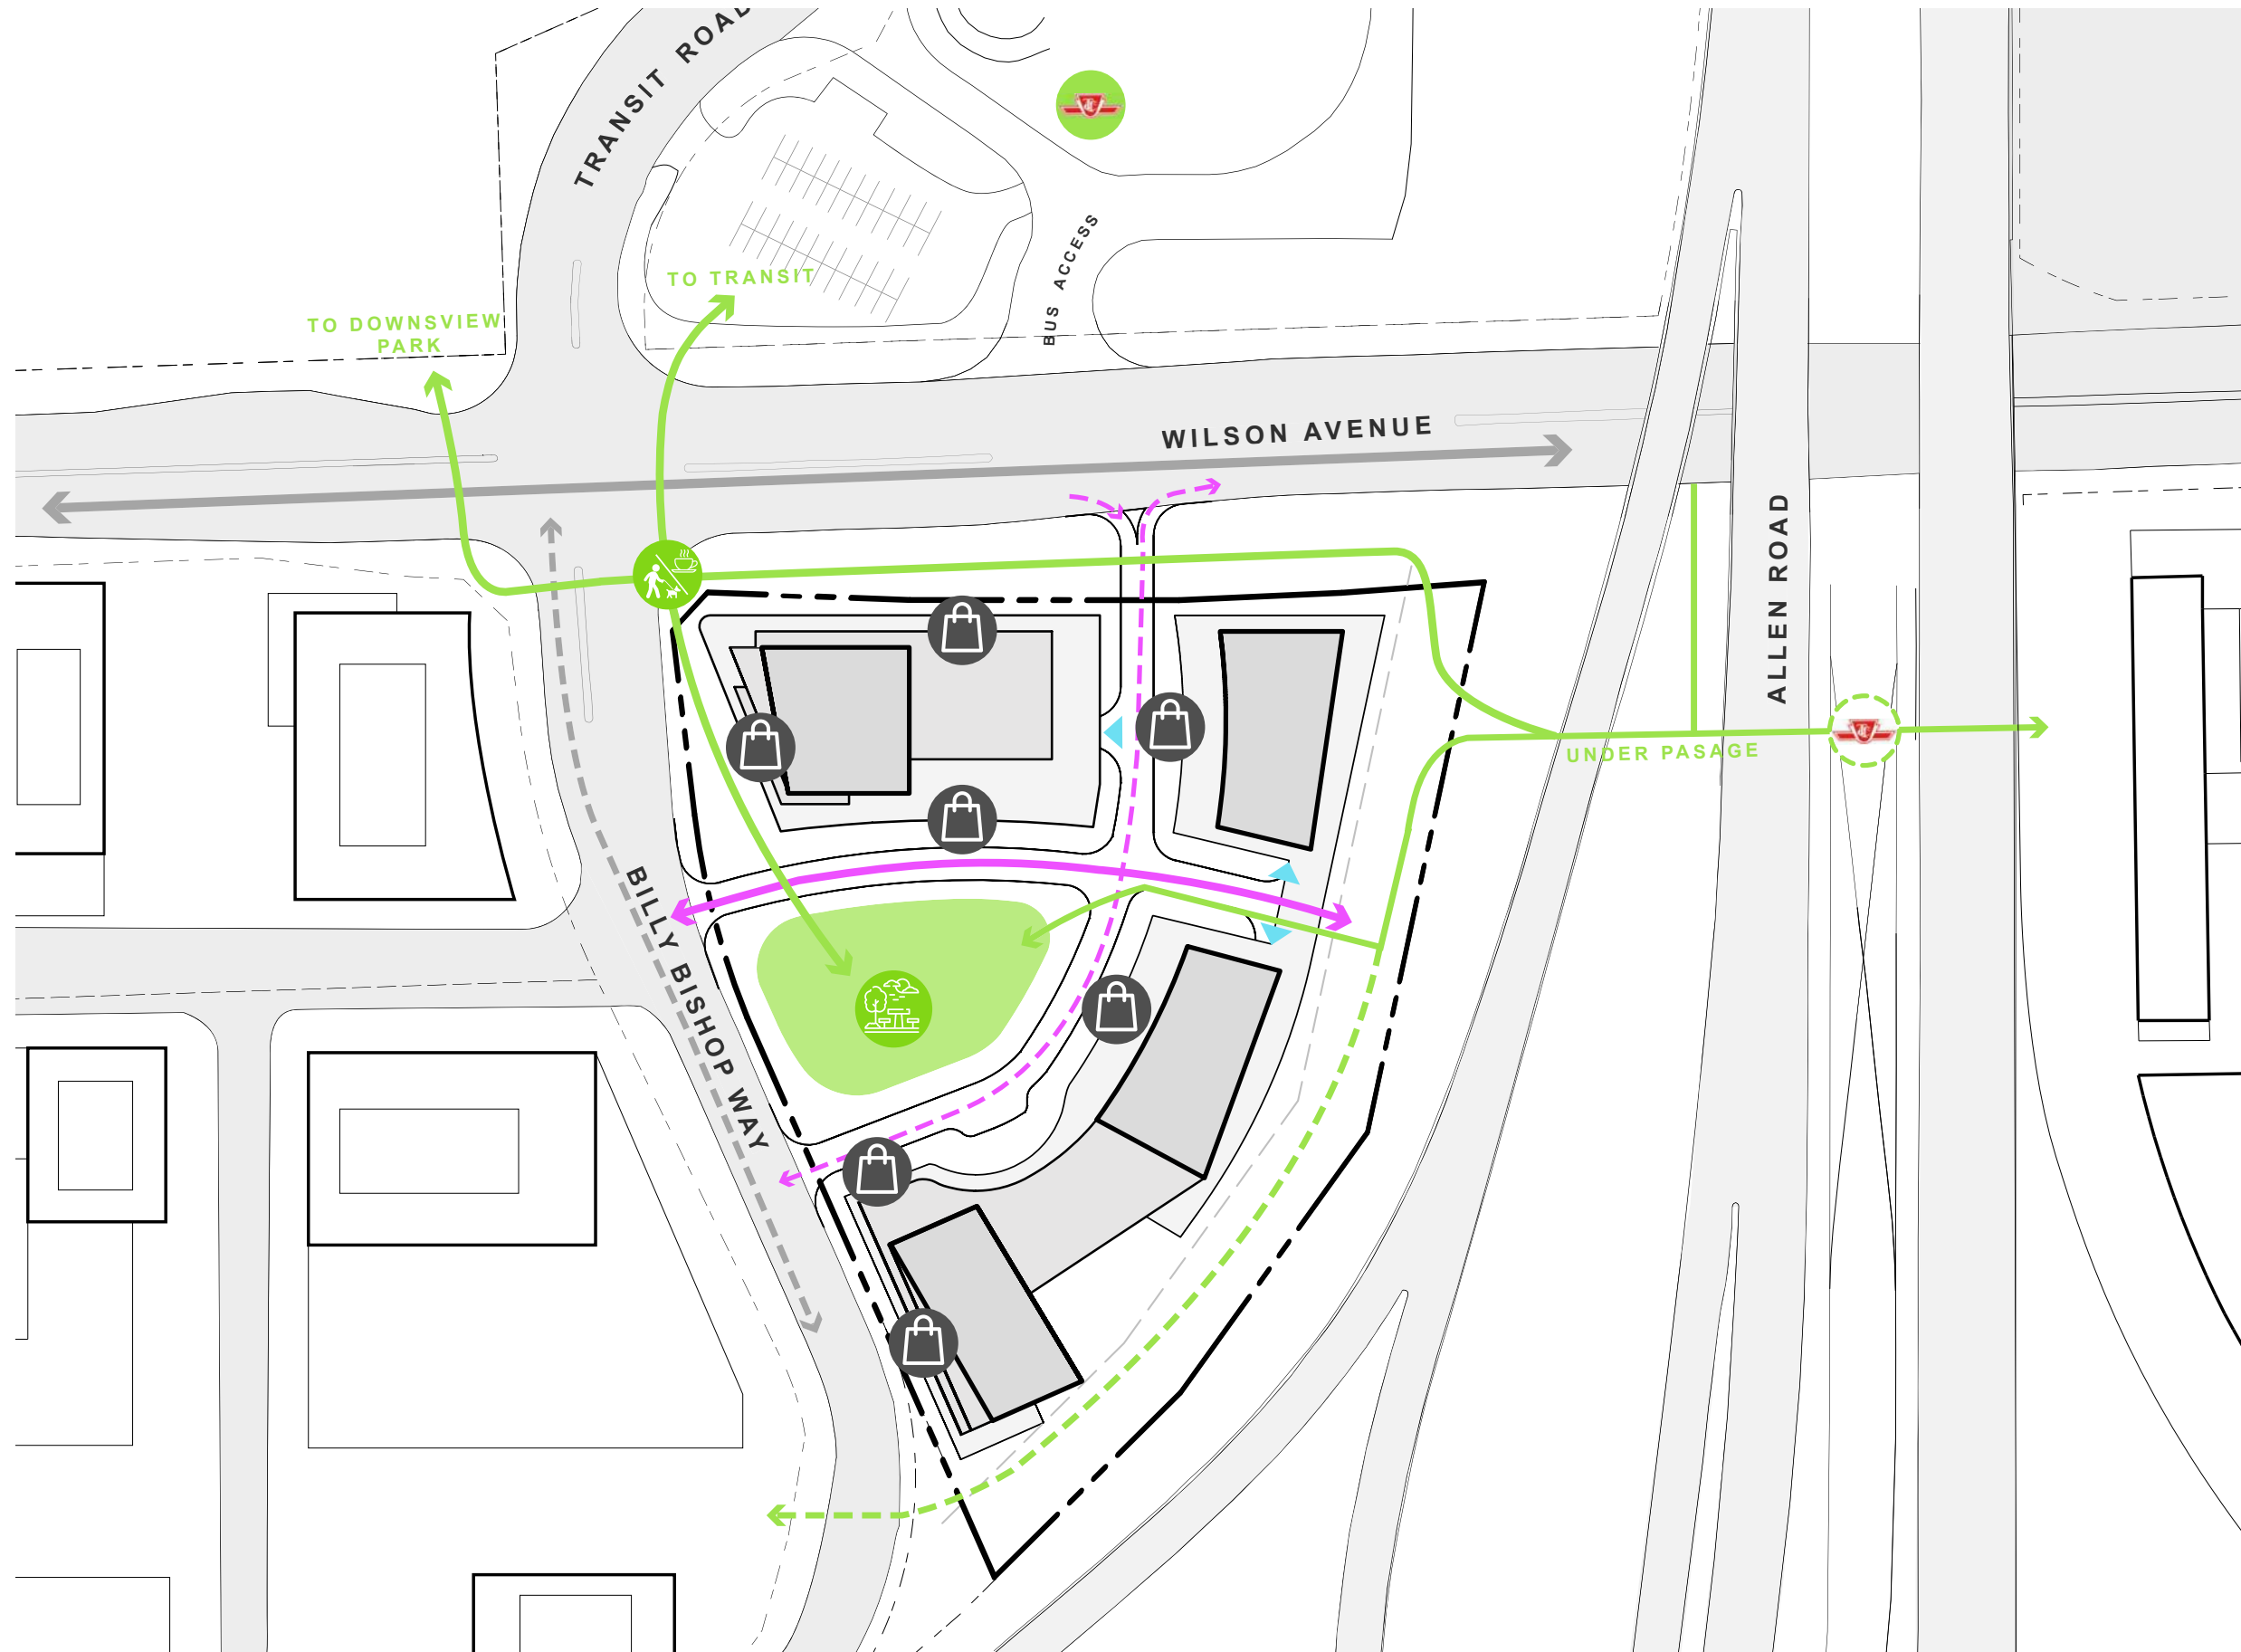 TRANSIT ROAD
BUS ACCESS
TO TRANSIT
TO DOWNSVIEW
PARK
WILSON AVENUE
ALLEN ROAD
UNDER PASAGE
BILLY BISHOP WAY